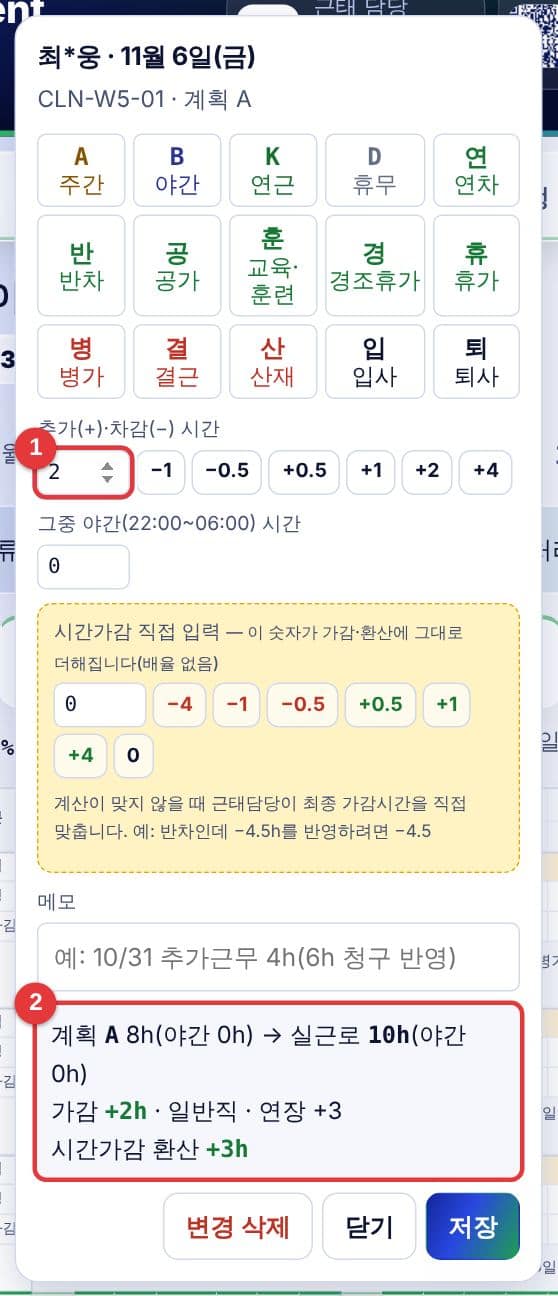 ent
근태 담당
최*웅 · 11월 6일(금)
CLN-W5-01 · 계획 A
A 주간
B 야간
K 연근
D 휴무
연 연차
반 반차
공 공가
훈 교육·훈련
경 경조휴가
휴 휴가
병 병가
결 결근
산 산재
입 입사
퇴 퇴사
추가(+)·차감(−) 시간
1
2 −1 −0.5 +0.5 +1 +2 +4
그중 야간(22:00~06:00) 시간
0
시간가감 직접 입력 — 이 숫자가 가감·환산에 그대로
더해집니다(배율 없음)
0 −4 −1 −0.5 +0.5 +1
+4 0
계산이 맞지 않을 때 근태담당이 최종 가감시간을 직접
맞춥니다. 예: 반차인데 −4.5h를 반영하려면 −4.5
메모
예: 10/31 추가근무 4h(6h 청구 반영)
2
계획 A 8h(야간 0h) → 실근로 10h(야간
0h)
가감 +2h · 일반직 · 연장 +3
시간가감 환산 +3h
변경 삭제 닫기 저장